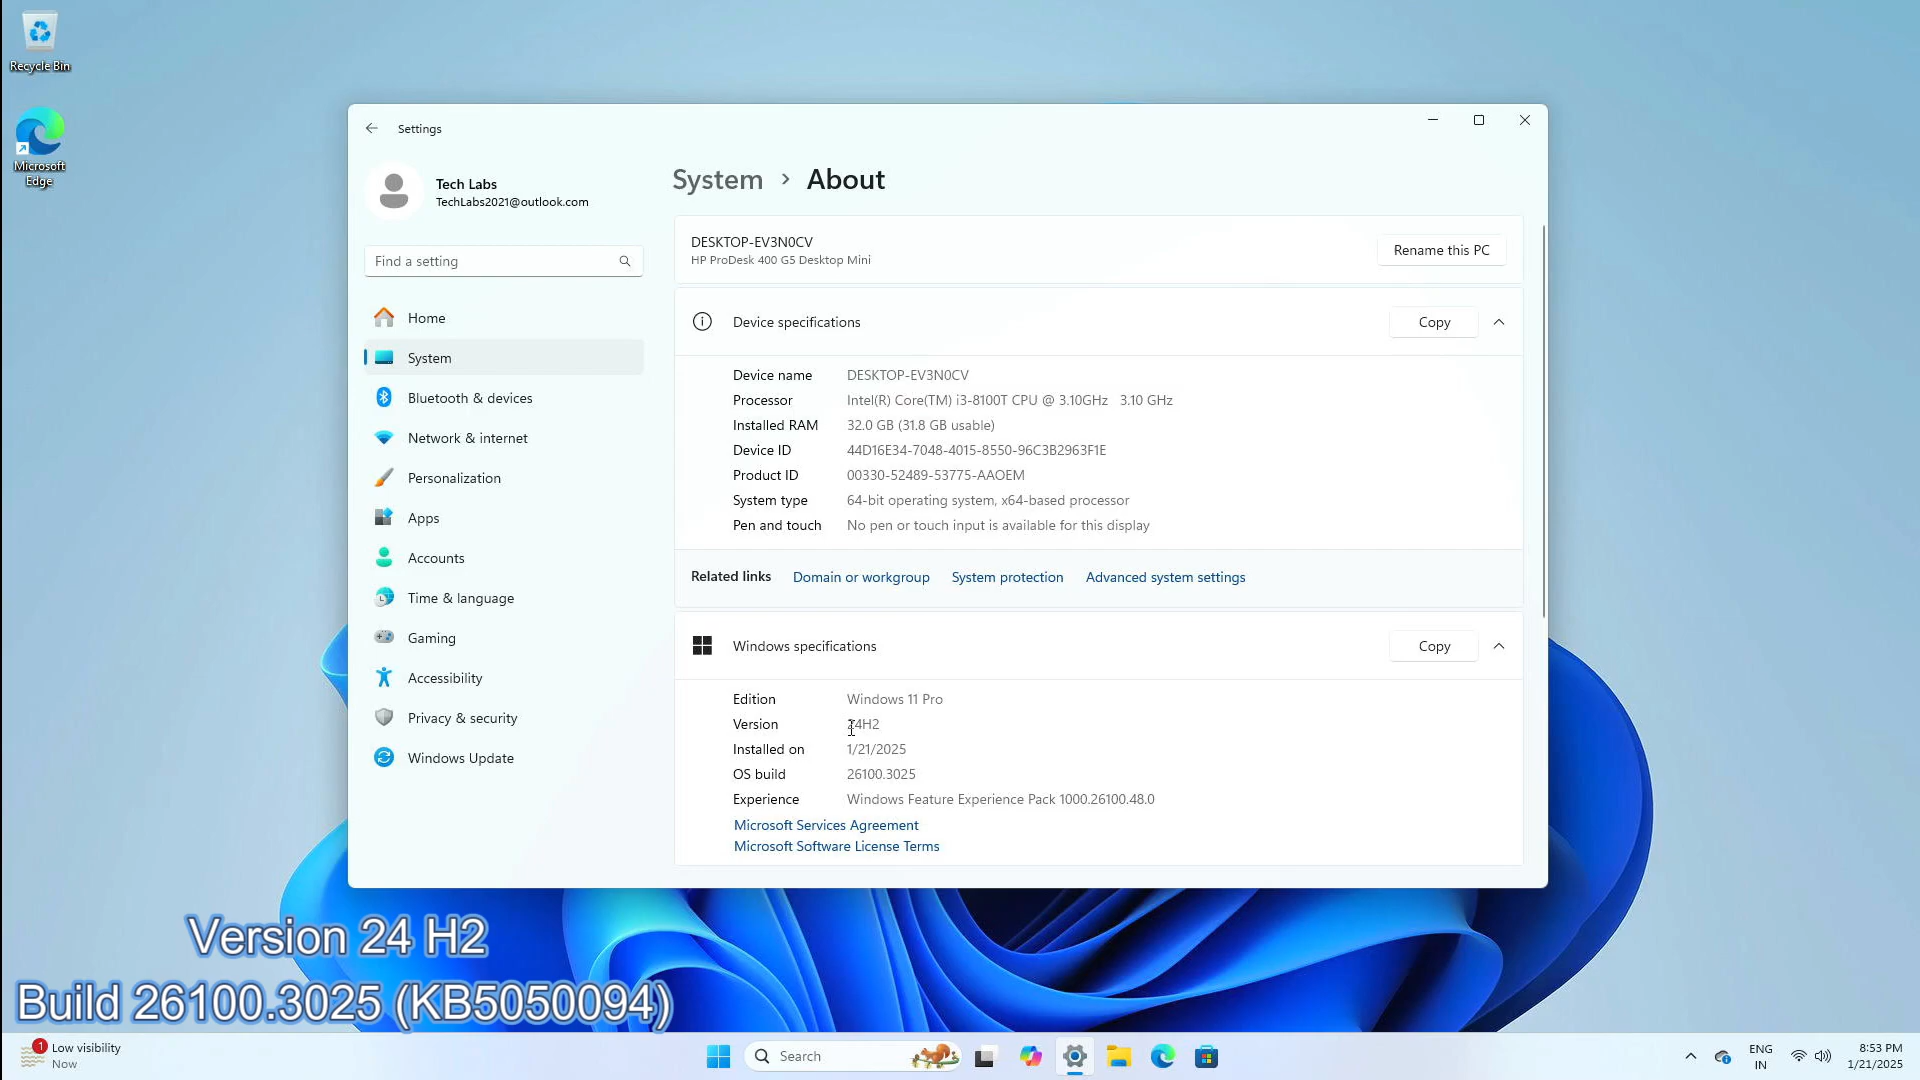 Recycle Bin
Microsoft
Edge
Settings
Tech Labs
TechLabs2021@outlook.com
Find a setting
Home
System
Bluetooth & devices
Network & internet
Personalization
Apps
Accounts
Time & language
Gaming
Accessibility
Privacy & security
Windows Update
System > About
DESKTOP-EV3N0CV
HP ProDesk 400 G5 Desktop Mini
Rename this PC
Device specifications
Copy
Device name DESKTOP-EV3N0CV
Processor Intel(R) Core(TM) i3-8100T CPU @ 3.10GHz 3.10 GHz
Installed RAM 32.0 GB (31.8 GB usable)
Device ID 44D16E34-7048-4015-8550-96C3B2963F1E
Product ID 00330-52489-53775-AAOEM
System type 64-bit operating system, x64-based processor
Pen and touch No pen or touch input is available for this display
Related links Domain or workgroup System protection Advanced system settings
Windows specifications
Copy
Edition Windows 11 Pro
Version 24H2
Installed on 1/21/2025
OS build 26100.3025
Experience Windows Feature Experience Pack 1000.26100.48.0
Microsoft Services Agreement
Microsoft Software License Terms
Version 24 H2
Build 26100.3025 (KB5050094)
1
Low visibility
Now
Search
ENG
IN
8:53 PM
1/21/2025